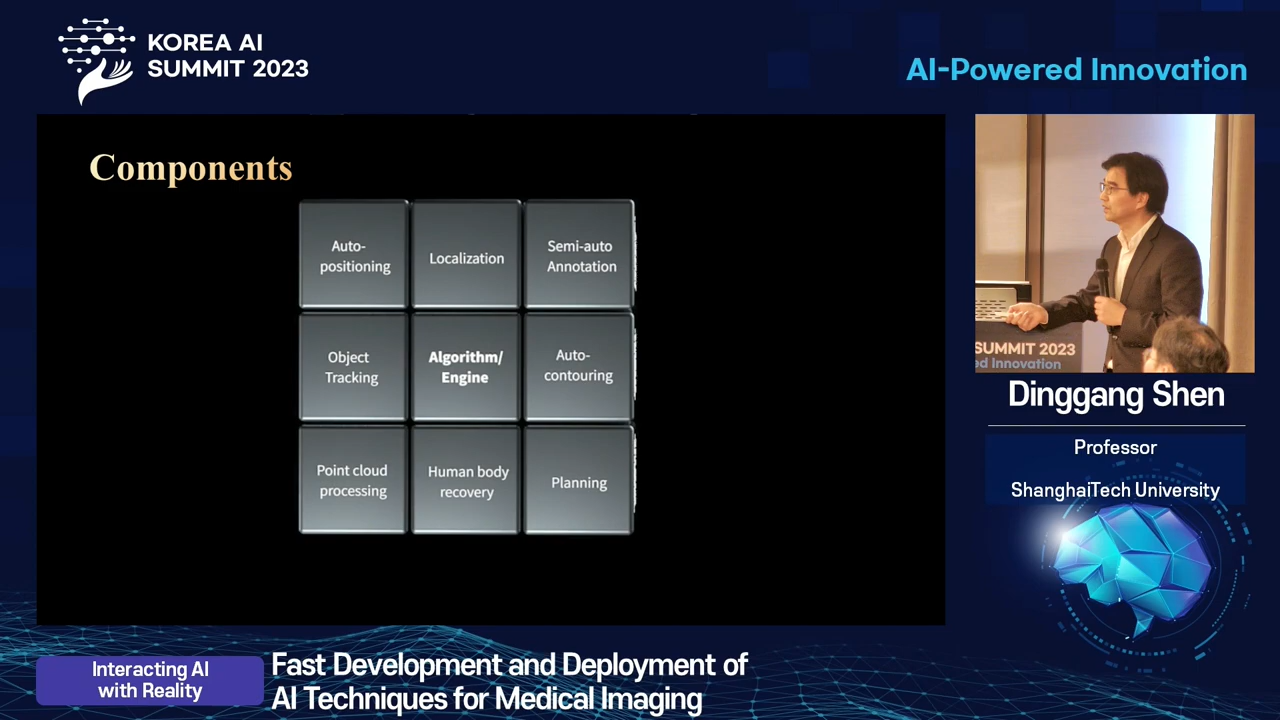 KOREA AI
SUMMIT 2023
AI-Powered Innovation
Components
Auto-
positioning
Localization
Semi-auto
Annotation
Object
Tracking
Algorithm/
Engine
Auto-
contouring
Point cloud
processing
Human body
recovery
Planning
SUMMIT 2023
ed Innovation
Dinggang Shen
Professor
ShanghaiTech University
Interacting AI
with Reality
Fast Development and Deployment of
AI Techniques for Medical Imaging